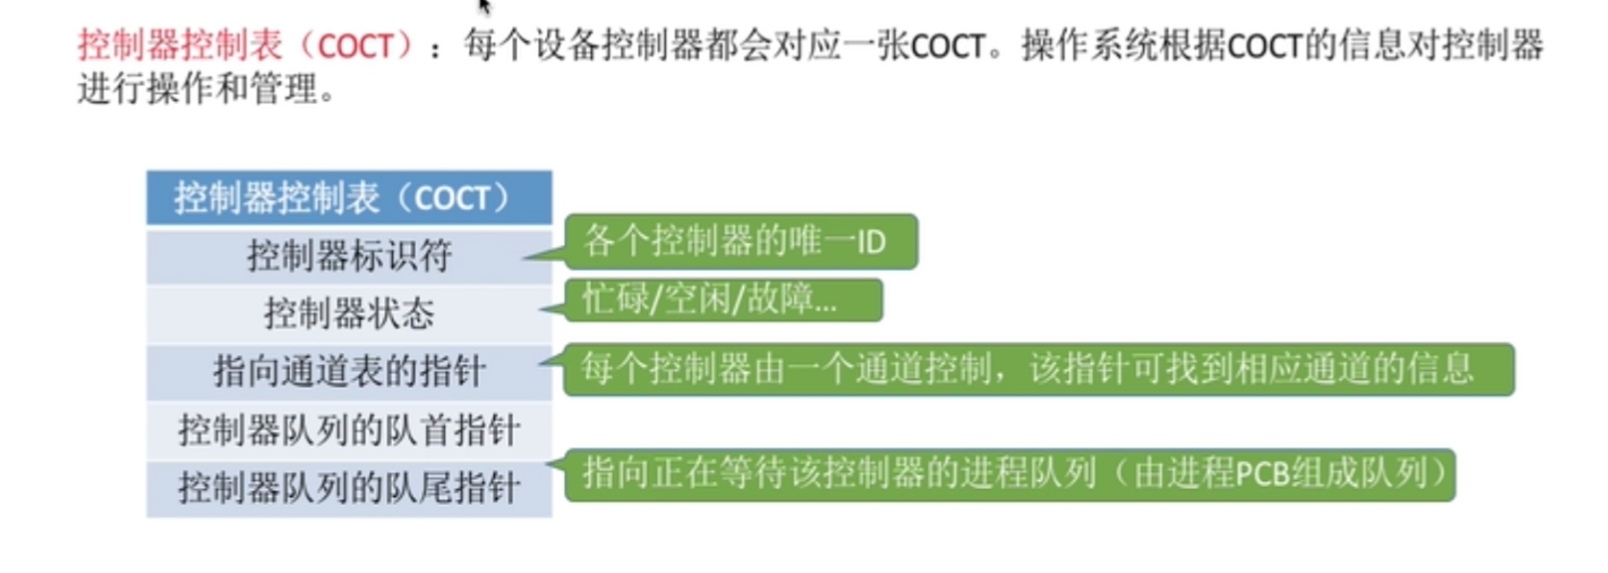 控制器控制表（COCT）：每个设备控制器都会对应一张COCT。操作系统根据COCT的信息对控制器
进行操作和管理。
控制器控制表（COCT）
控制器标识符
各个控制器的唯一ID
控制器状态
忙碌/空闲/故障...
指向通道表的指针
每个控制器由一个通道控制，该指针可找到相应通道的信息
控制器队列的队首指针
控制器队列的队尾指针
指向正在等待该控制器的进程队列（由进程PCB组成队列）